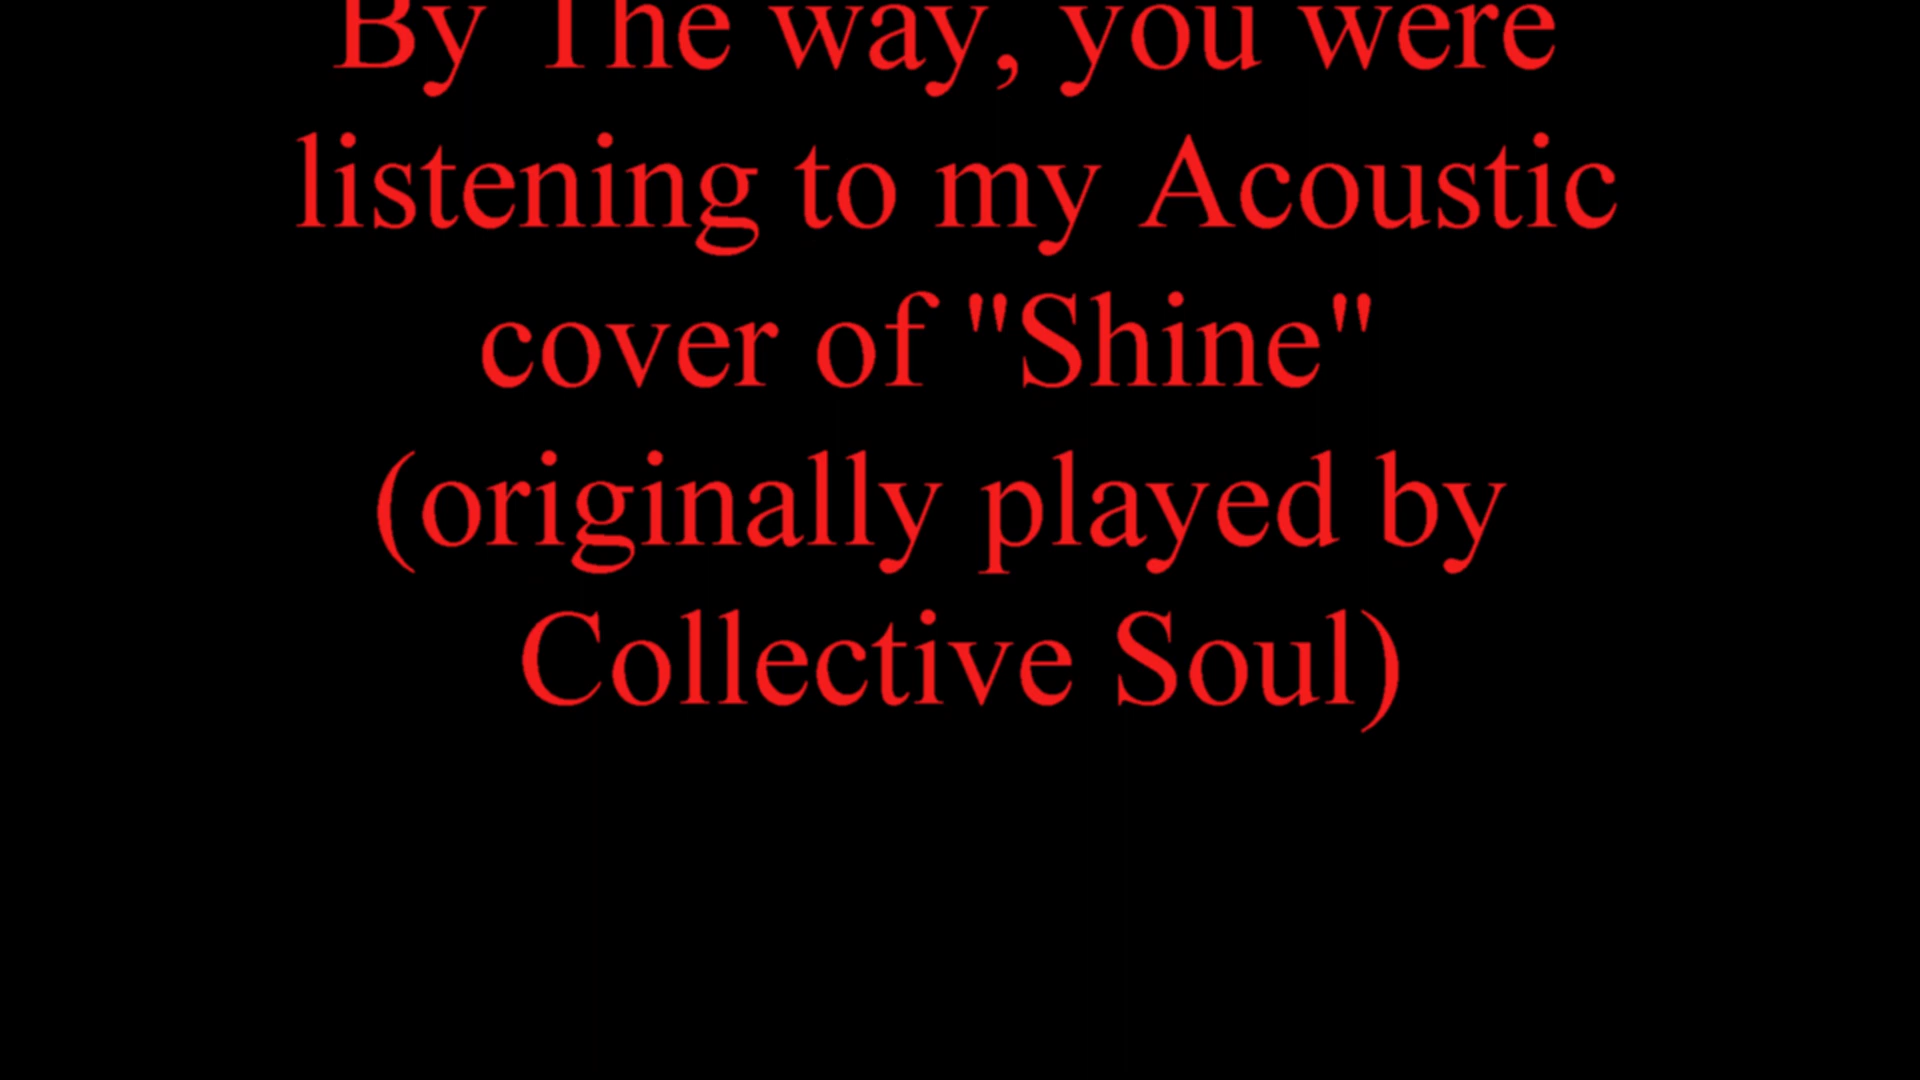 By The way, you were
listening to my Acoustic
cover of "Shine"
(originally played by
Collective Soul)